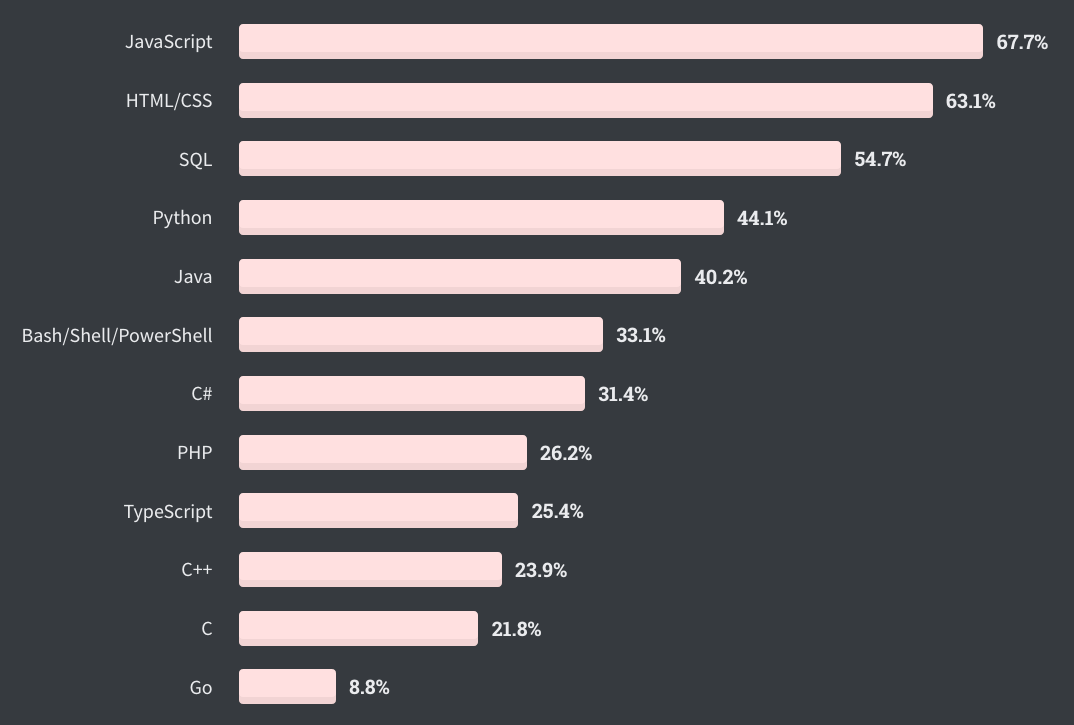 JavaScript 67.7%
HTML/CSS 63.1%
SQL 54.7%
Python 44.1%
Java 40.2%
Bash/Shell/PowerShell 33.1%
C# 31.4%
PHP 26.2%
TypeScript 25.4%
C++ 23.9%
C 21.8%
Go 8.8%